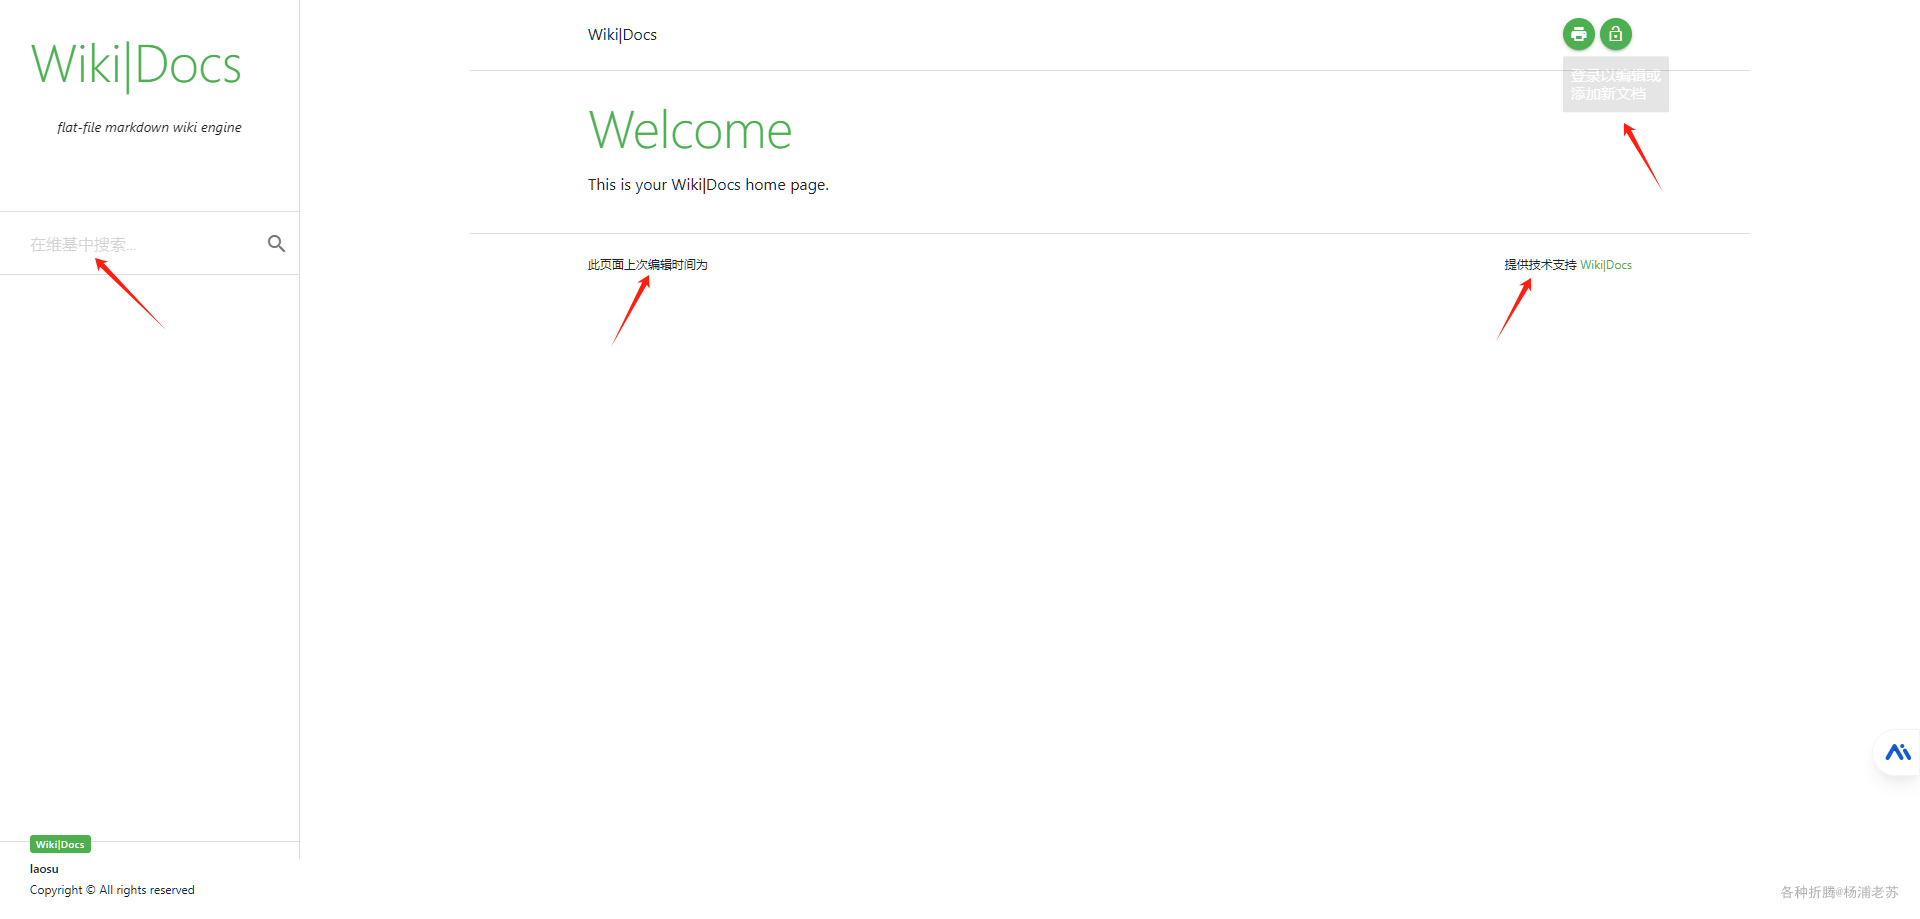 Wiki|Docs
flat-file markdown wiki engine
在维基中搜索...
Wiki|Docs
登录以编辑或
添加新文档
Welcome
This is your Wiki|Docs home page.
此页面上次编辑时间为
提供技术支持 Wiki|Docs
Wiki|Docs
laosu
Copyright © All rights reserved
各种折腾@杨浦老苏